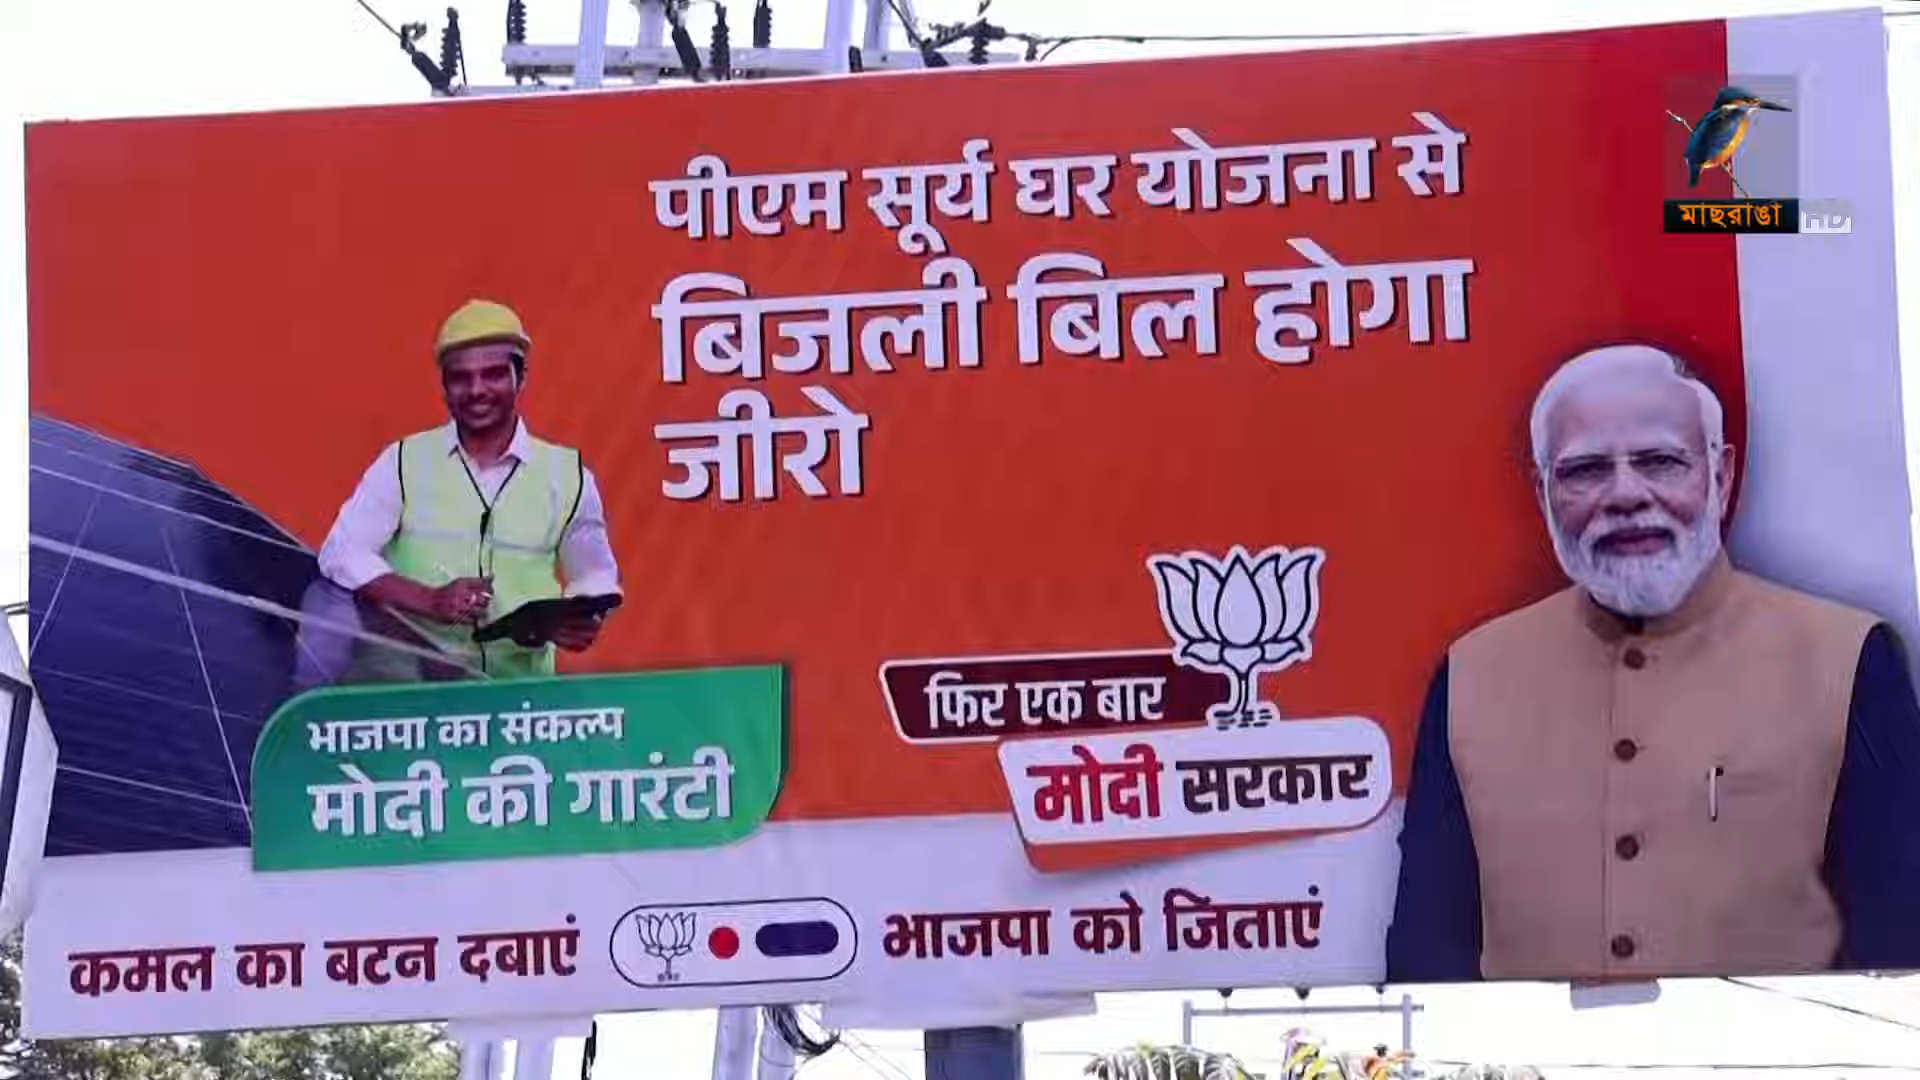 पीएम सूर्य घर योजना से
बिजली बिल होगा
जीरो
মাছরাঙা HD
फिर एक बार
मोदी सरकार
भाजपा का संकल्प
मोदी की गारंटी
कमल का बटन दबाएं भाजपा को जिताएं